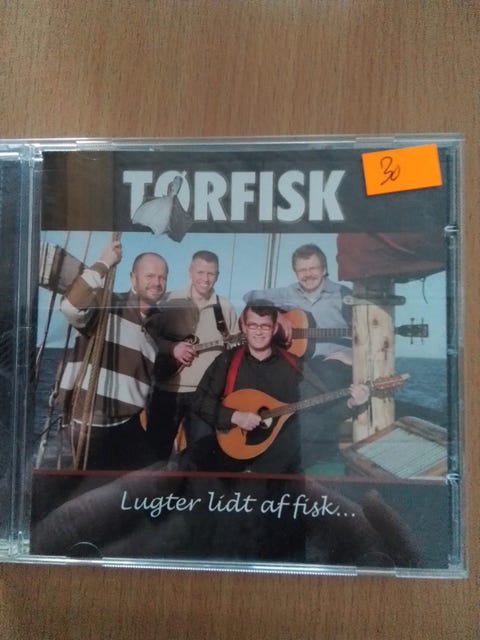 TØRFISK
30
Lugter lidt af fisk...